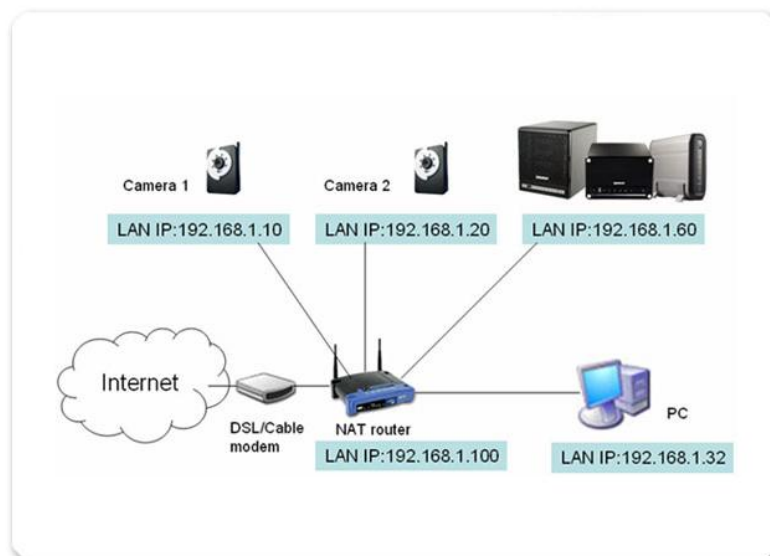 Camera 1
Camera 2
LAN IP:192.168.1.10
LAN IP:192.168.1.20
LAN IP:192.168.1.60
Internet
DSL/Cable
modem
NAT router
PC
LAN IP:192.168.1.100
LAN IP:192.168.1.32